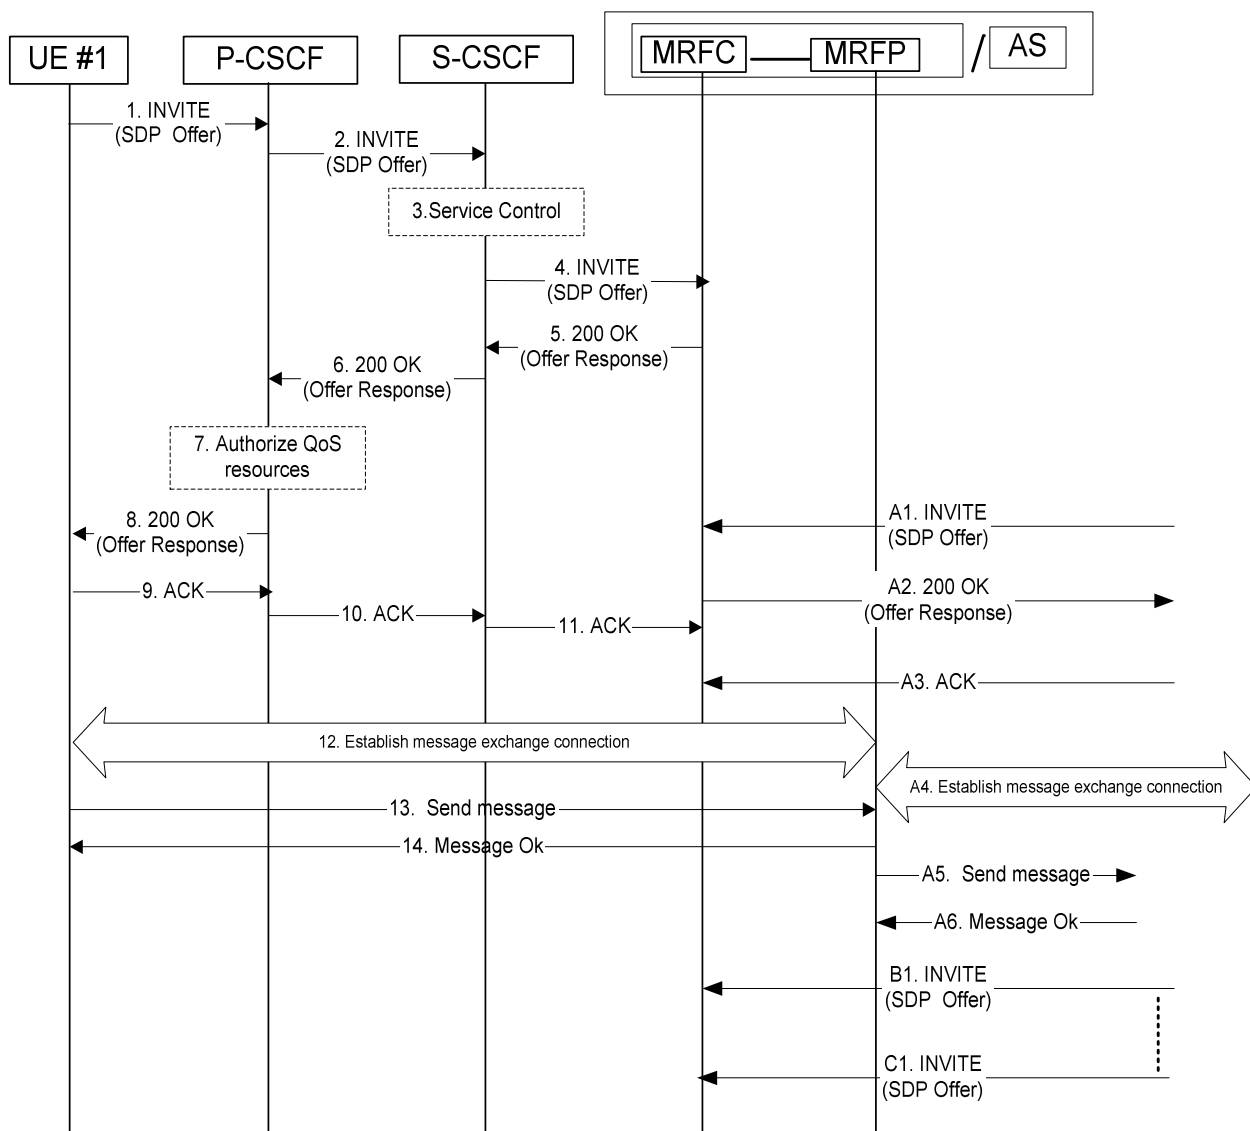 UE #1
P-CSCF
S-CSCF
MRFC
MRFP
/
AS
1. INVITE
(SDP Offer)
2. INVITE
(SDP Offer)
3.Service Control
4. INVITE
(SDP Offer)
5. 200 OK
(Offer Response)
6. 200 OK
(Offer Response)
7. Authorize QoS
resources
8. 200 OK
(Offer Response)
A1. INVITE
(SDP Offer)
9. ACK
A2. 200 OK
(Offer Response)
10. ACK
11. ACK
A3. ACK
12. Establish message exchange connection
A4. Establish message exchange connection
13. Send message
14. Message Ok
A5. Send message
A6. Message Ok
B1. INVITE
(SDP Offer)
C1. INVITE
(SDP Offer)